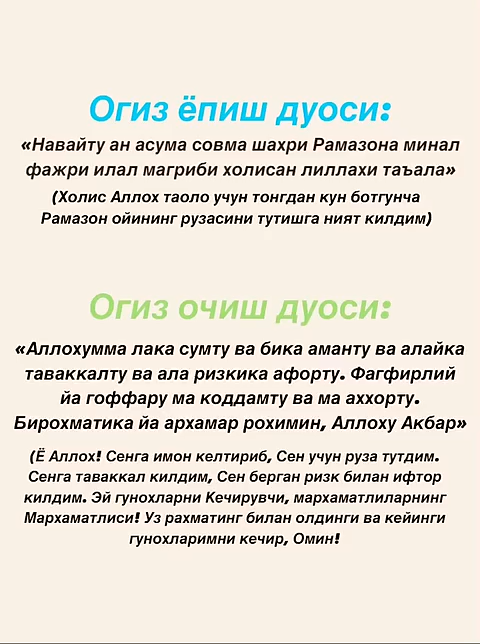 Огиз ёпиш дуоси:
«Навайту ан асума совма шахри Рамазона минал
фажри илал магриби холисан лиллахи таъала»
(Холис Аллох таоло учун тонгдан кун ботгунча
Рамазон ойининг рузасини тутишга ният килдим)
Огиз очиш дуоси:
«Аллохумма лака сумту ва бика аманту ва алайка
таваккалту ва ала ризкика афорту. Фагфирлий
йа гоффару ма коддамту ва ма аххорту.
Бирохматика йа архамар рохимин, Аллоху Акбар»
(Ё Аллох! Сенга имон келтириб, Сен учун руза тутдим.
Сенга таваккал килдим, Сен берган ризк билан ифтор
килдим. Эй гунохларни Кечирувчи, мархаматлиларнинг
Мархаматлиси! Уз рахматинг билан олдинги ва кейинги
гунохларимни кечир, Омин!